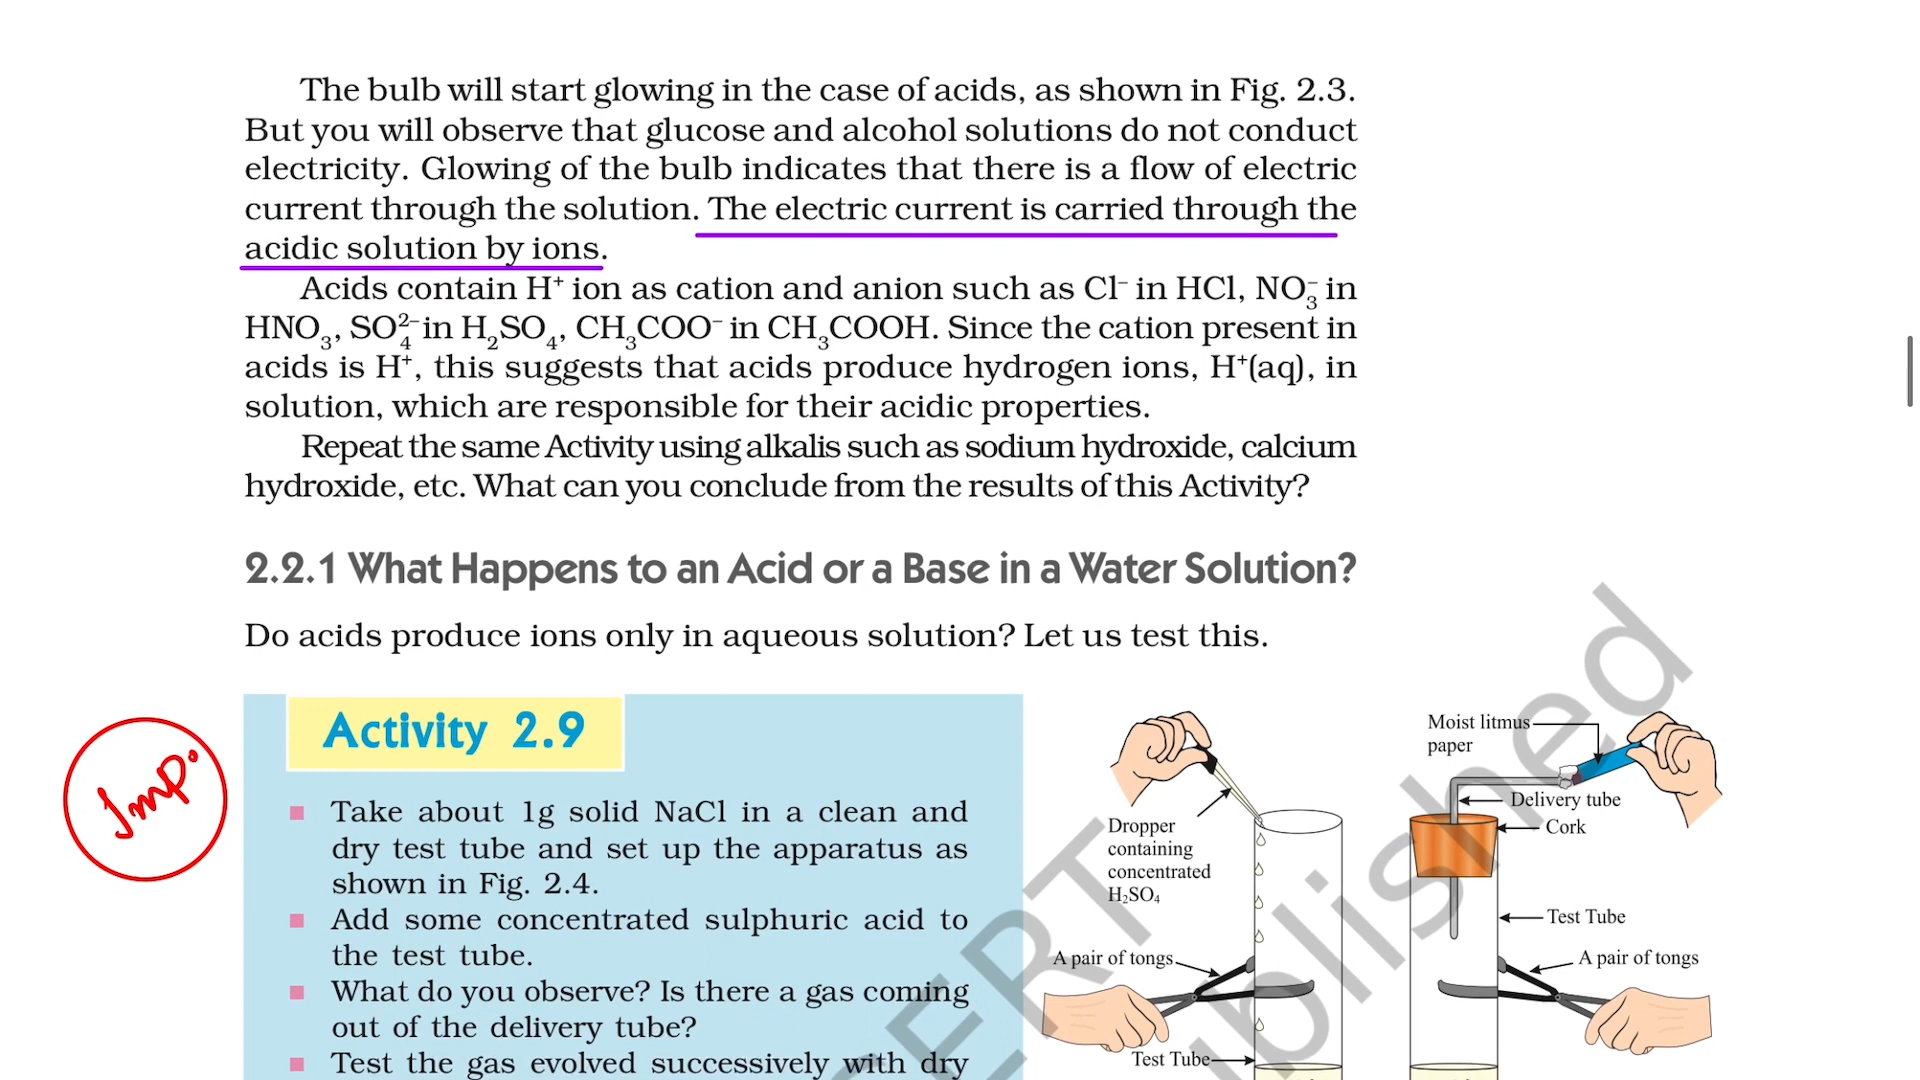 The bulb will start glowing in the case of acids, as shown in Fig. 2.3.
But you will observe that glucose and alcohol solutions do not conduct
electricity. Glowing of the bulb indicates that there is a flow of electric
current through the solution. The electric current is carried through the
acidic solution by ions.
Acids contain H⁺ ion as cation and anion such as Cl⁻ in HCl, NO₃⁻ in
HNO₃, SO₄²⁻ in H₂SO₄, CH₃COO⁻ in CH₃COOH. Since the cation present in
acids is H⁺, this suggests that acids produce hydrogen ions, H⁺(aq), in
solution, which are responsible for their acidic properties.
Repeat the same Activity using alkalis such as sodium hydroxide, calcium
hydroxide, etc. What can you conclude from the results of this Activity?
2.2.1 What Happens to an Acid or a Base in a Water Solution?
Do acids produce ions only in aqueous solution? Let us test this.
Imp.
Activity 2.9
Take about 1g solid NaCl in a clean and
dry test tube and set up the apparatus as
shown in Fig. 2.4.
Add some concentrated sulphuric acid to
the test tube.
What do you observe? Is there a gas coming
out of the delivery tube?
Test the gas evolved successively with dry
Dropper
containing
concentrated
H₂SO₄
A pair of tongs
Test Tube
Moist litmus
paper
Delivery tube
Cork
Test Tube
A pair of tongs